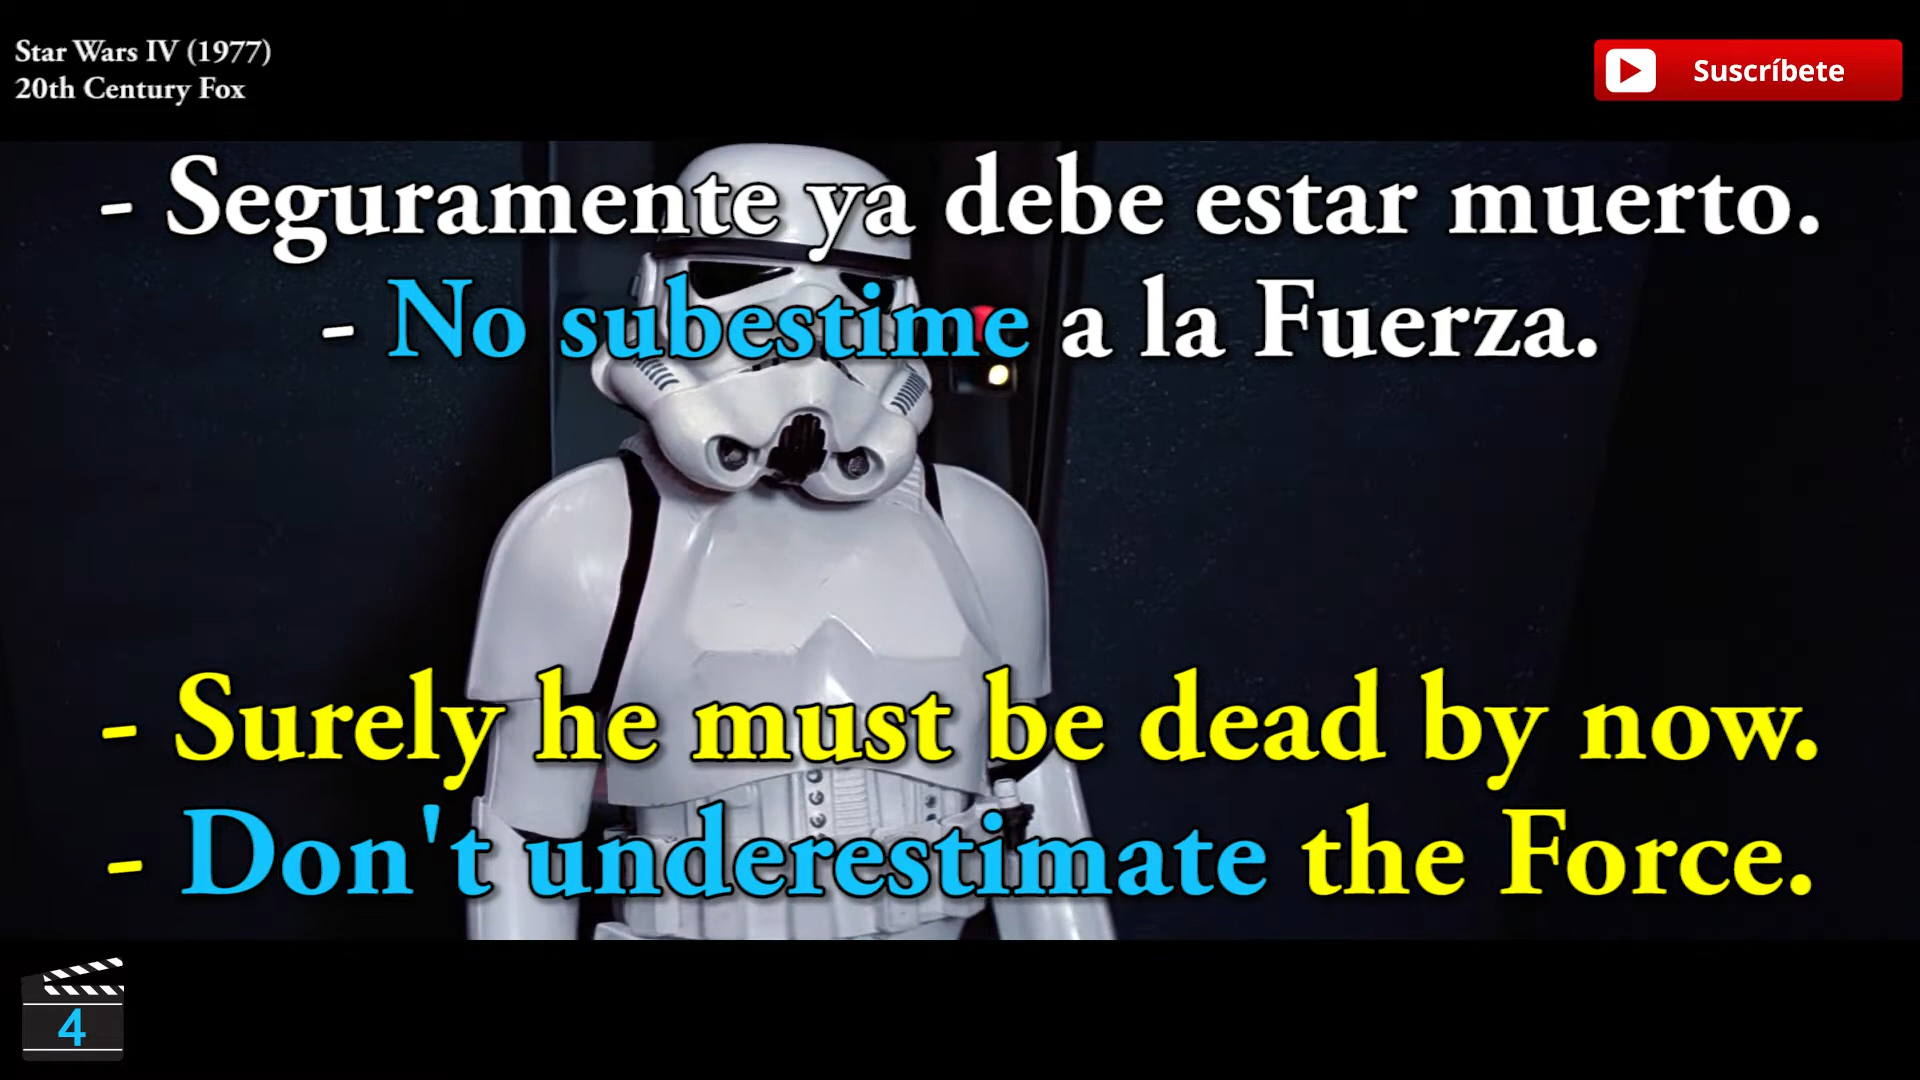 Star Wars IV (1977)
20th Century Fox
Suscríbete
- Seguramente ya debe estar muerto.
- No subestime a la Fuerza.
- Surely he must be dead by now.
- Don't underestimate the Force.
4